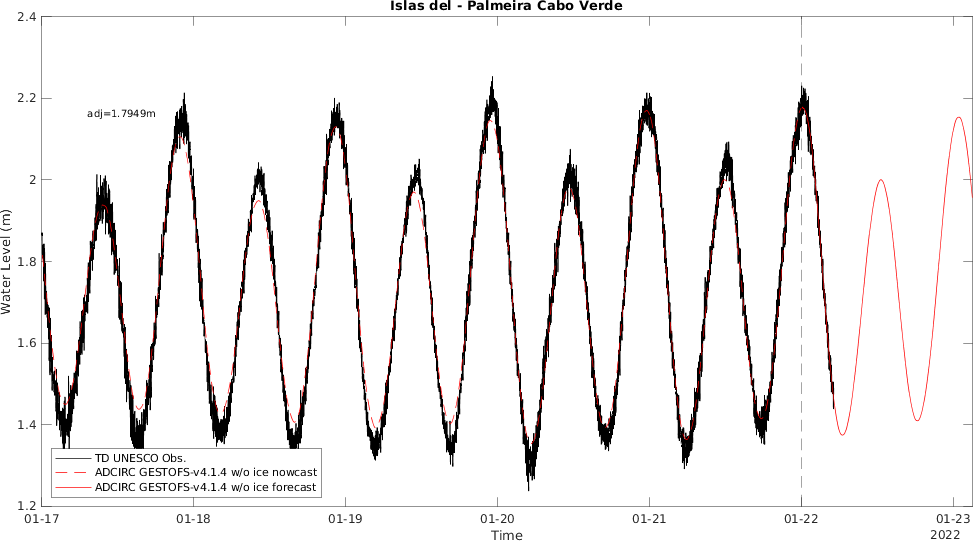 Islas del - Palmeira Cabo Verde
2.4
2.2
2
1.8
1.6
1.4
1.2
Water Level (m)
adj=1.7949m
TD UNESCO Obs.
ADCIRC GESTOFS-v4.1.4 w/o ice nowcast
ADCIRC GESTOFS-v4.1.4 w/o ice forecast
01-17 01-18 01-19 01-20 01-21 01-22 01-23
Time
2022